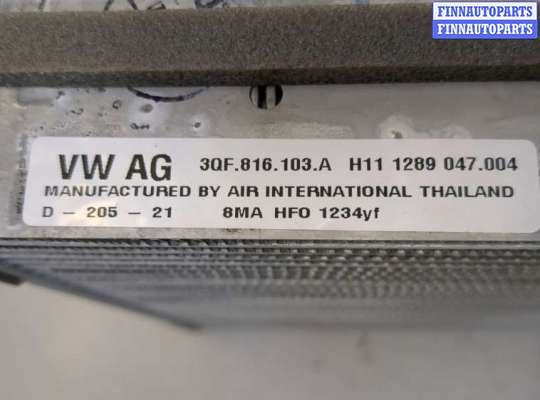 FINNAUTOPARTS
FINNAUTOPARTS
VW AG 3QF.816.103.A H11 1289 047.004
MANUFACTURED BY AIR INTERNATIONAL THAILAND
D - 205 - 21 8MA HFO 1234yf